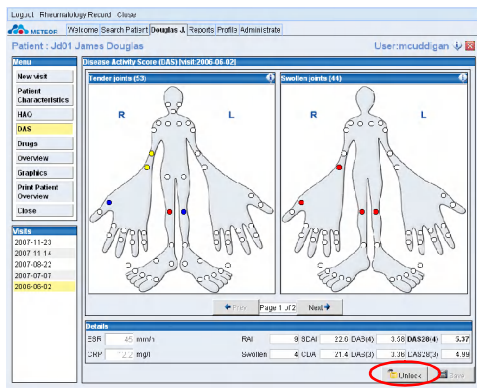 Logout Rheumatology Record Close
METEOR Welcome Search Patient Douglas J. Reports Profile Administrate
Patient : Jd01 James Douglas User:mcuddigan
Menu
New visit
Patient
Characteristics
HAQ
DAS
Drugs
Overview
Graphics
Print Patient
Overview
Close
Visits
2007-11-23
2007-11-14
2007-08-22
2007-07-07
2006-06-02
Disease Activity Score (DAS) [visit:2006-06-02]
Tender joints (53)
R L
Swollen joints (44)
R L
Prev Page 1 of 2 Next
Details
ESR 45 mm/h RAI 9 SDAI 22.6 DAS(4) 3.58 DAS28(4) 5.37
CRP 12.2 mg/l Swollen 4 CDAI 21.4 DAS(3) 3.36 DAS28(3) 4.99
Unlock Save